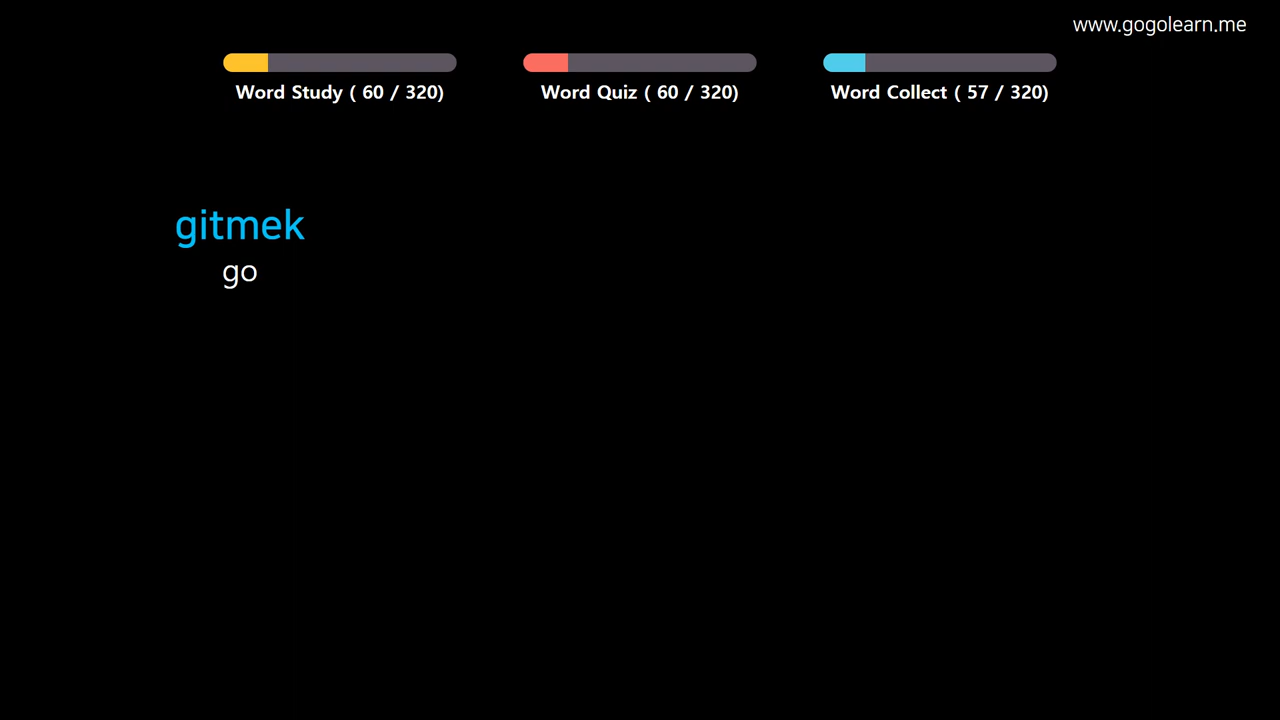 www.gogolearn.me
Word Study ( 60 / 320)
Word Quiz ( 60 / 320)
Word Collect ( 57 / 320)
gitmek
go